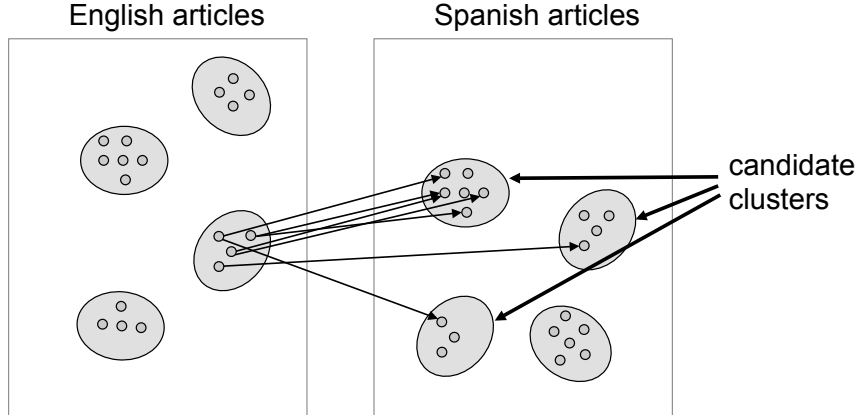 English articles
Spanish articles
candidate
clusters